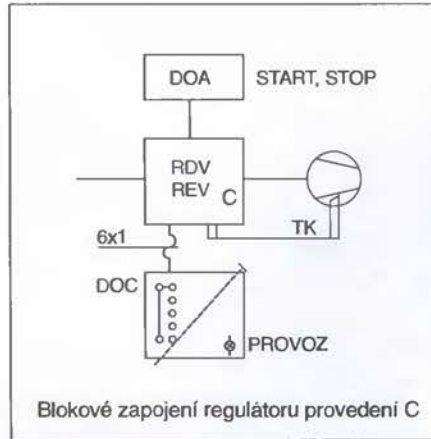 DOA START, STOP
RDV
REV
C
6x1
TK
DOC
PROVOZ
Blokové zapojení regulátoru provedení C